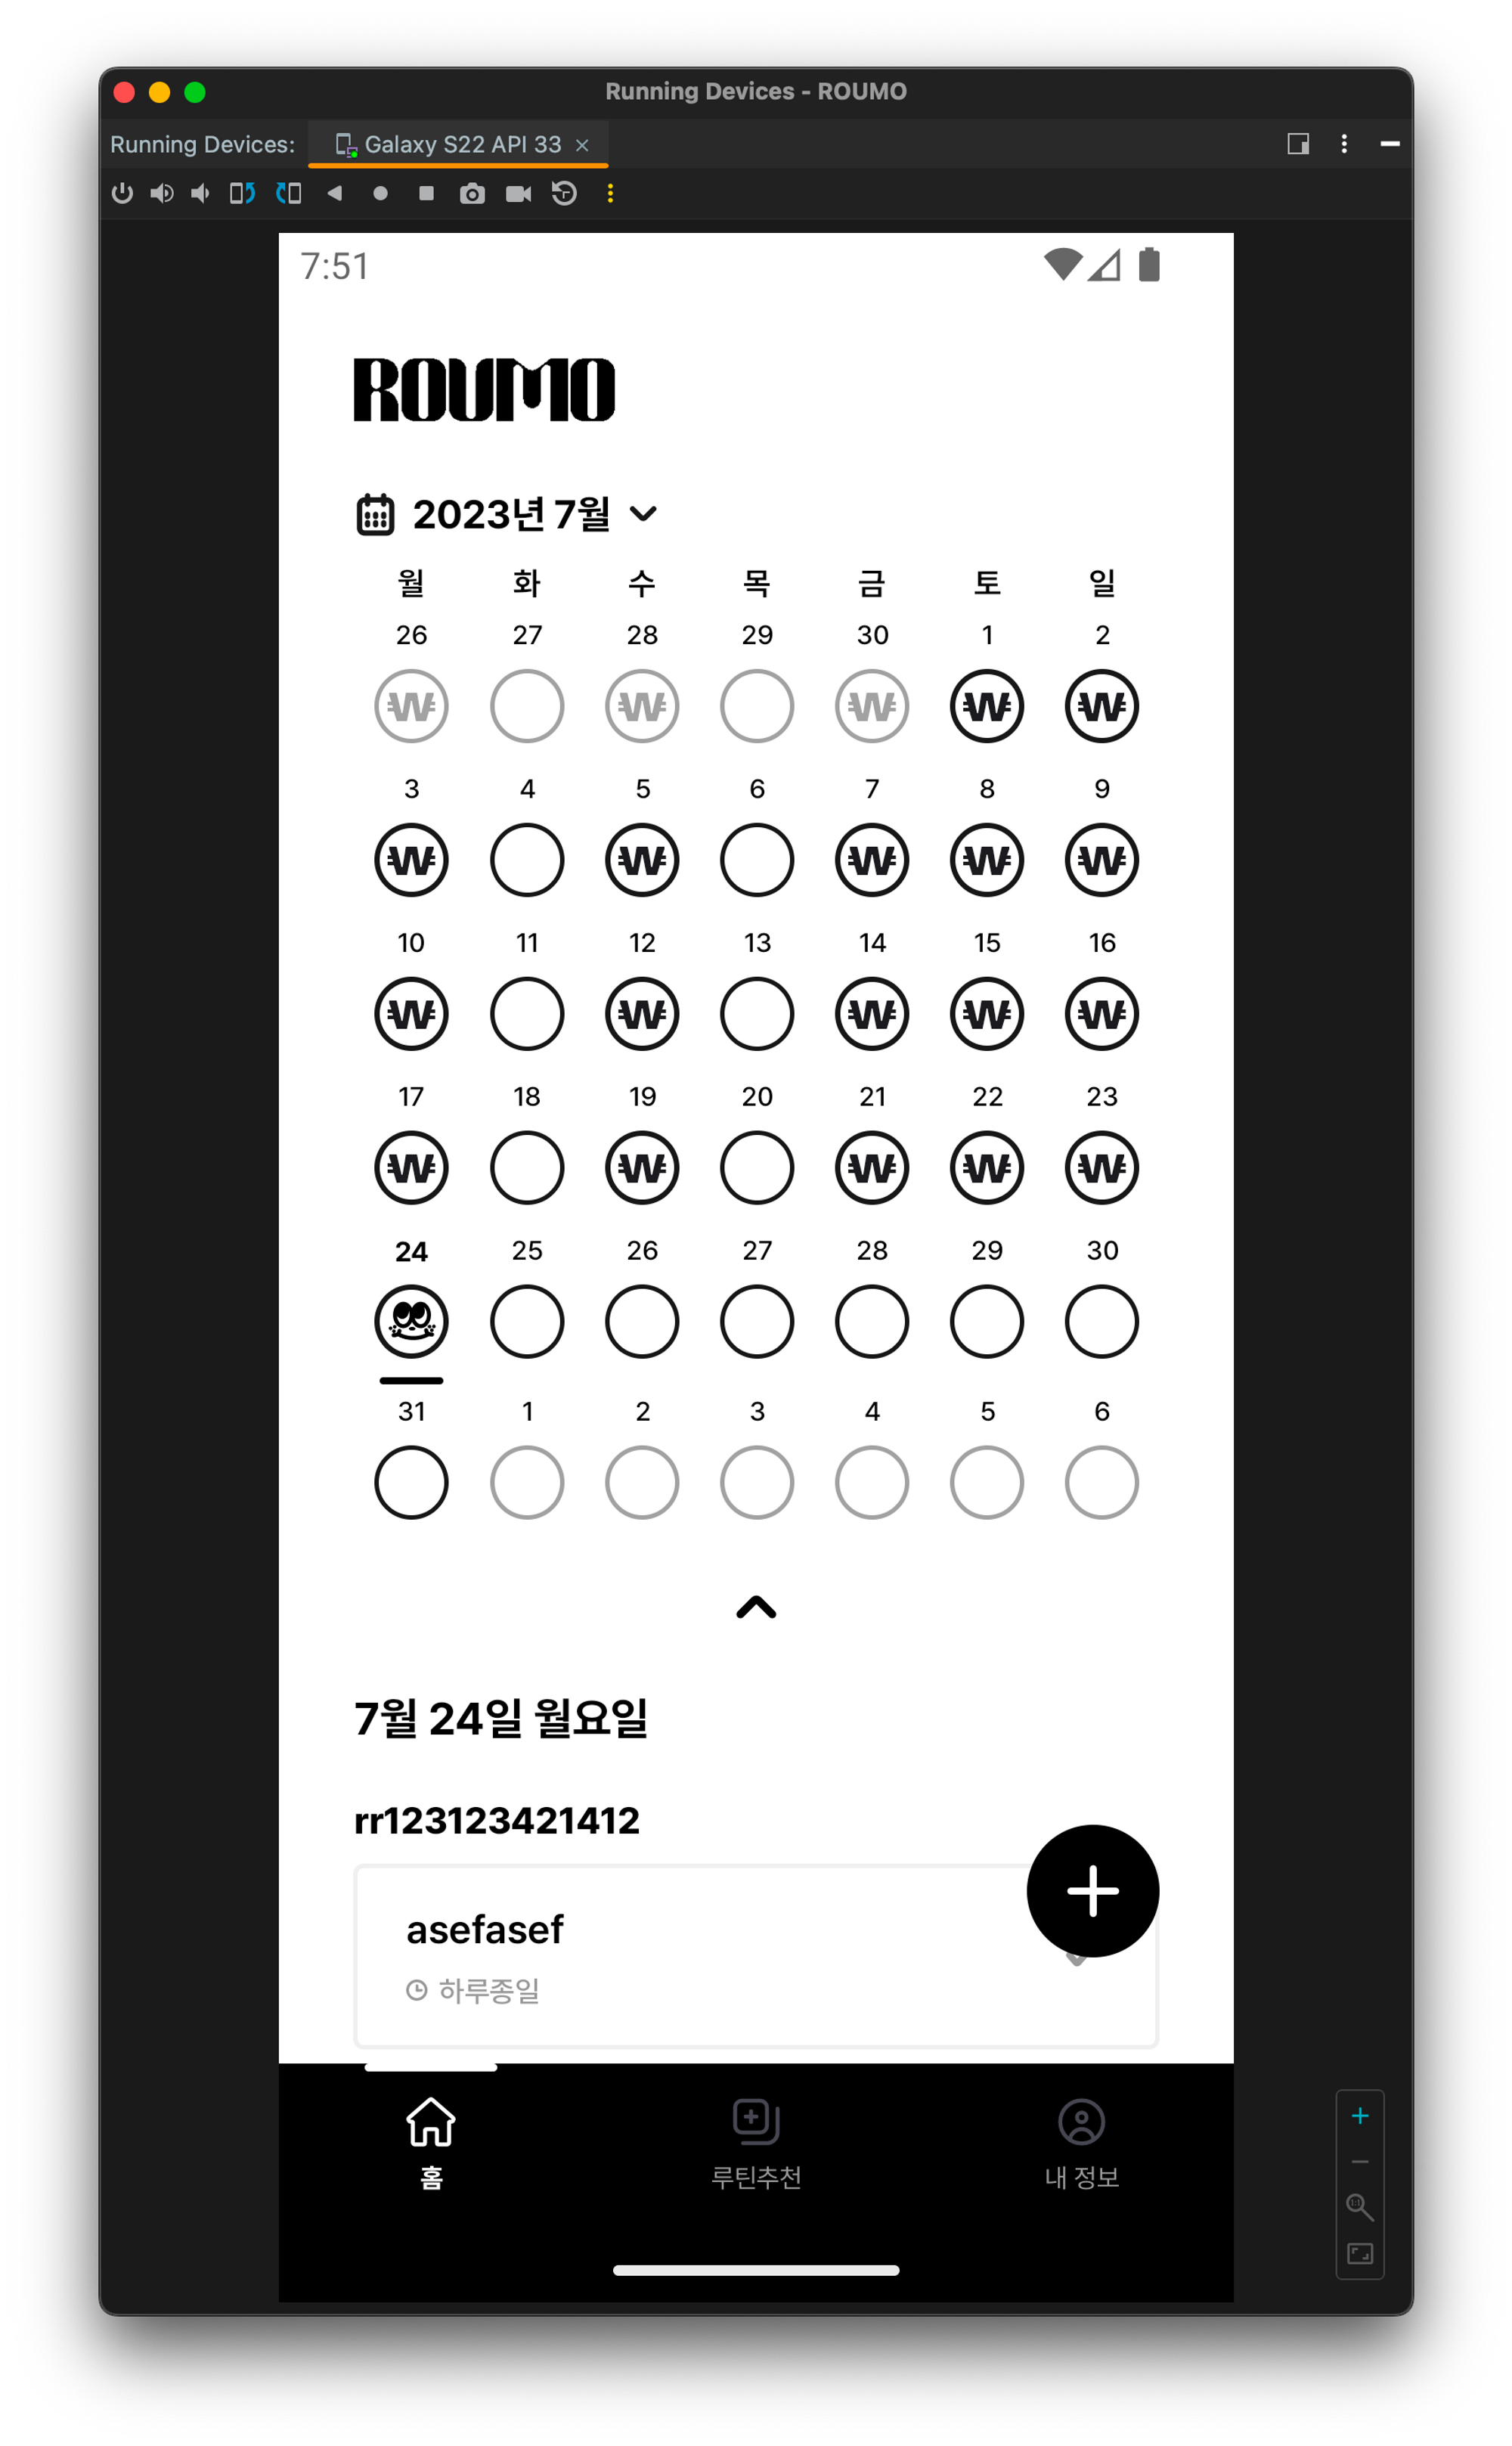 Running Devices - ROUMO
Running Devices: Galaxy S22 API 33
7:51
ROUMO
2023년 7월
월 화 수 목 금 토 일
26 27 28 29 30 1 2
₩ ₩ ₩ ₩ ₩
3 4 5 6 7 8 9
₩ ₩ ₩ ₩ ₩
10 11 12 13 14 15 16
₩ ₩ ₩ ₩ ₩
17 18 19 20 21 22 23
₩ ₩ ₩ ₩ ₩
24 25 26 27 28 29 30
31 1 2 3 4 5 6
7월 24일 월요일
rr123123421412
asefasef
하루종일
홈 루틴추천 내 정보
1:1